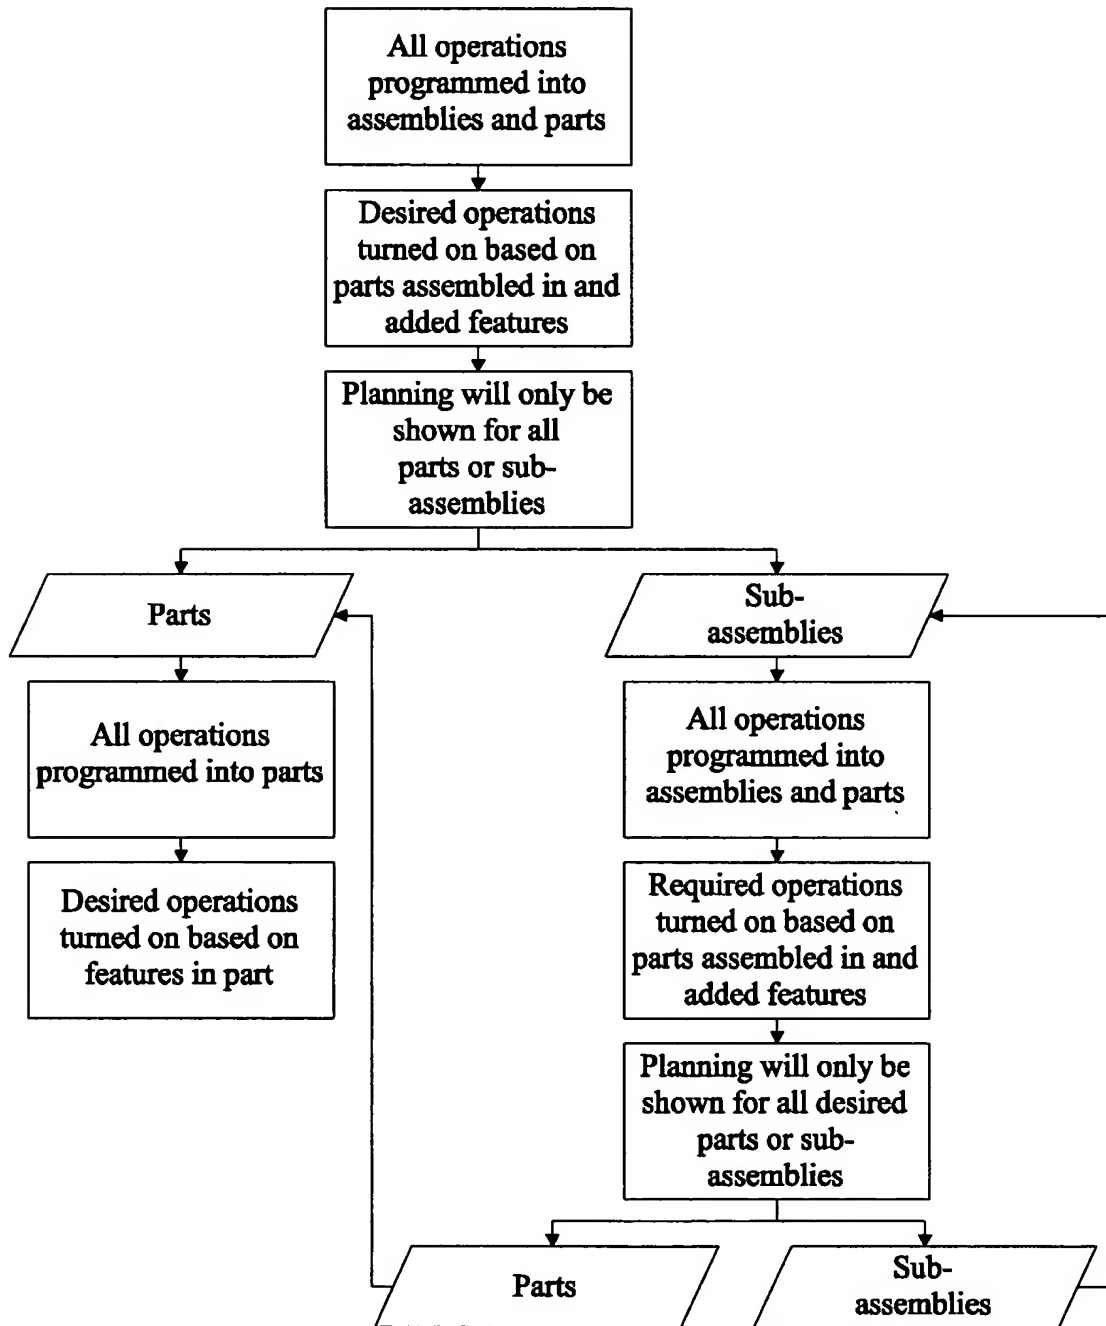 All operations
programmed into
assemblies and parts
Desired operations
turned on based on
parts assembled in and
added features
Planning will only be
shown for all
parts or sub-
assemblies
Parts
Sub-
assemblies
All operations
programmed into parts
Desired operations
turned on based on
features in part
All operations
programmed into
assemblies and parts
Required operations
turned on based on
parts assembled in and
added features
Planning will only be
shown for all desired
parts or sub-
assemblies
Parts
Sub-
assemblies